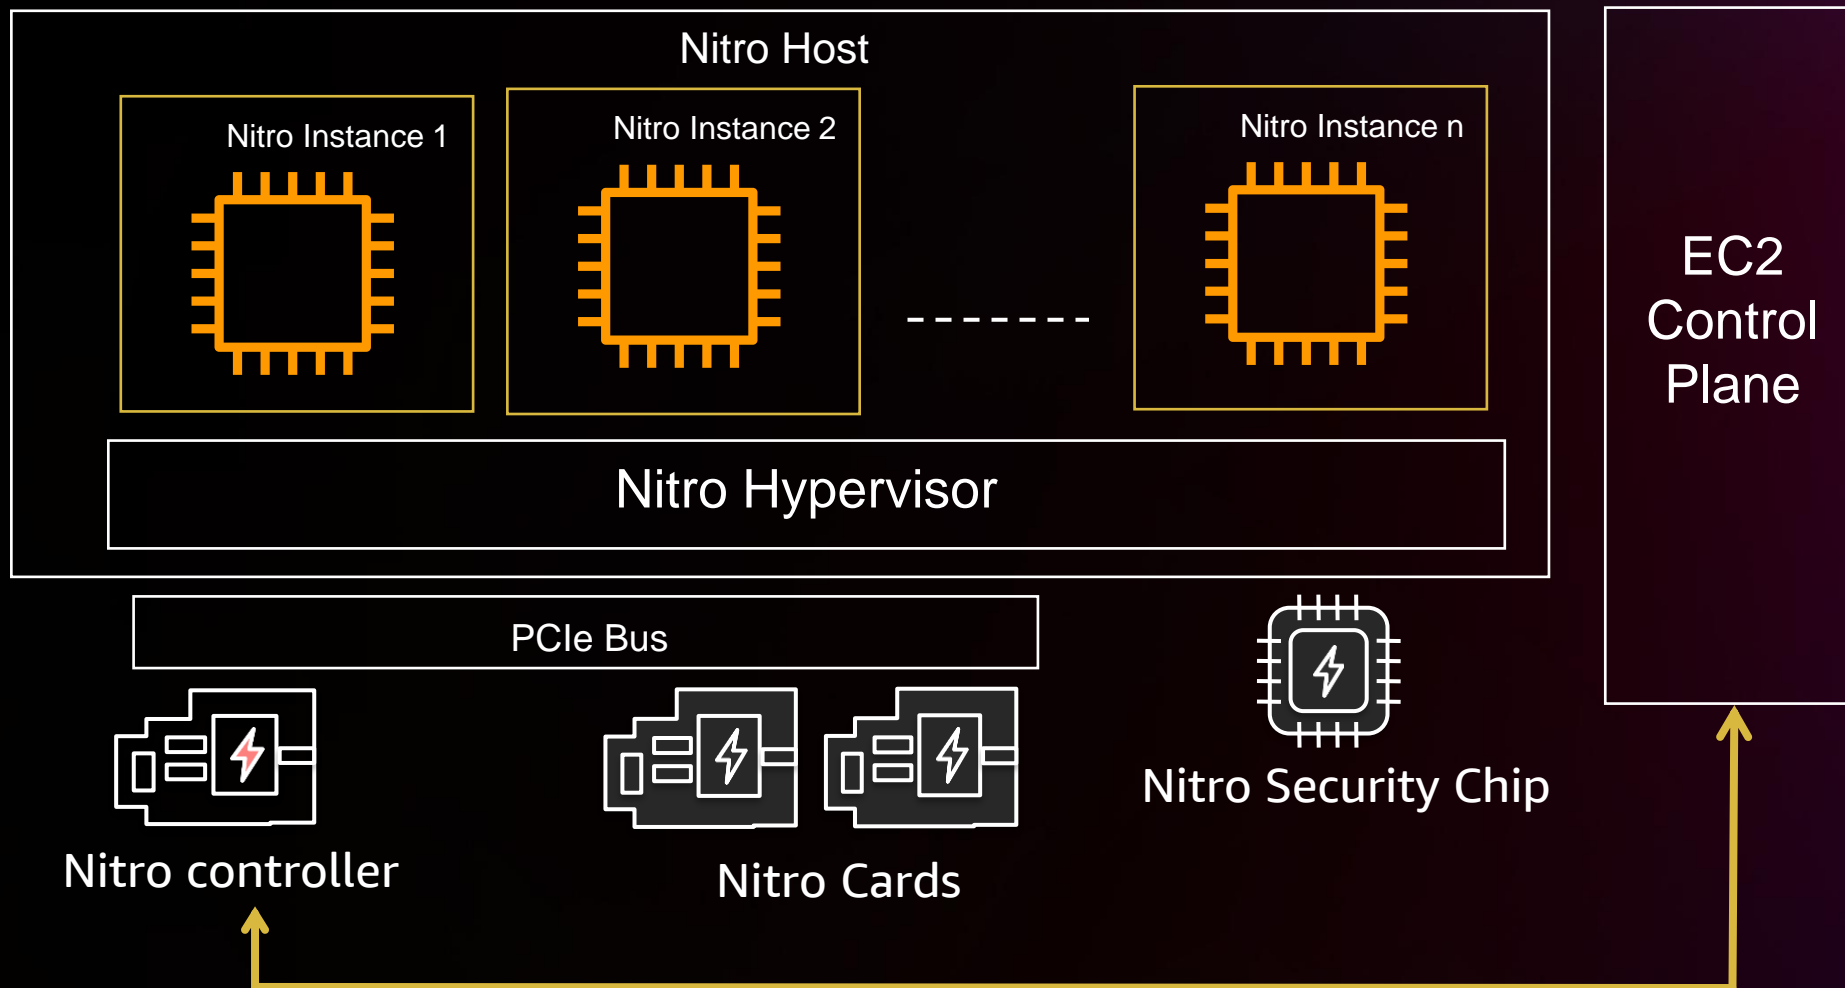 Nitro Host
Nitro Instance 1
Nitro Instance 2
Nitro Instance n
EC2
Control
Plane
Nitro Hypervisor
PCIe Bus
Nitro Security Chip
Nitro controller
Nitro Cards